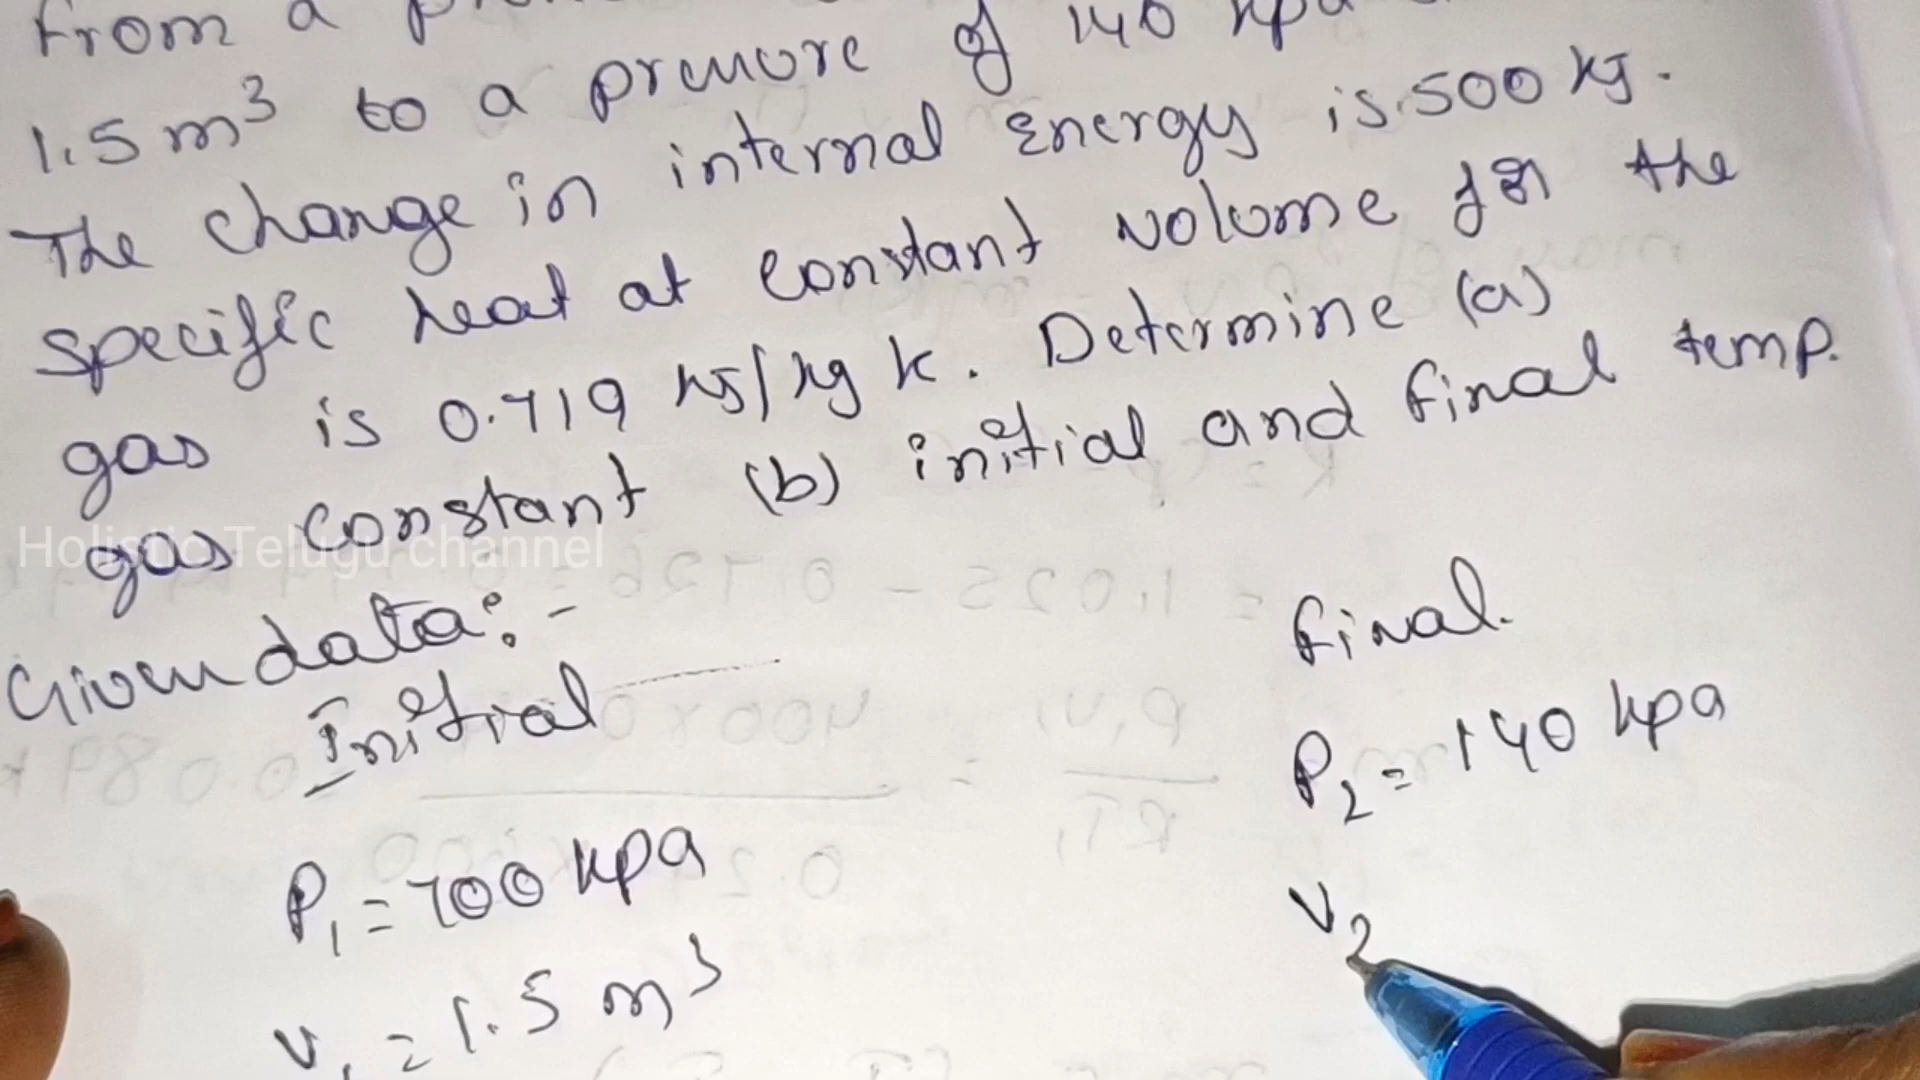 from a
1.5 m³ to a pressure of 140 kpa
The change in internal Energy is 500 kJ.
specific heat at constant volume for the
gas is 0.719 kJ/kg k. Determine (a)
gas constant (b) initial and final temp.
Holistic Telugu channel
Given data:-
Initial final.
P₁ = 700 kpa P₂ = 140 kpa
V₁ = 1.5 m³ V₂